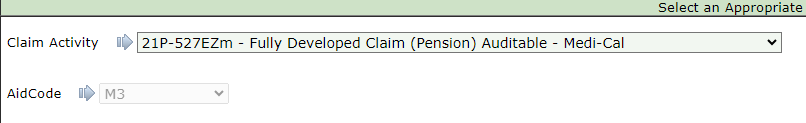 Select an Appropriate
Claim Activity 21P-527EZm - Fully Developed Claim (Pension) Auditable - Medi-Cal
AidCode M3